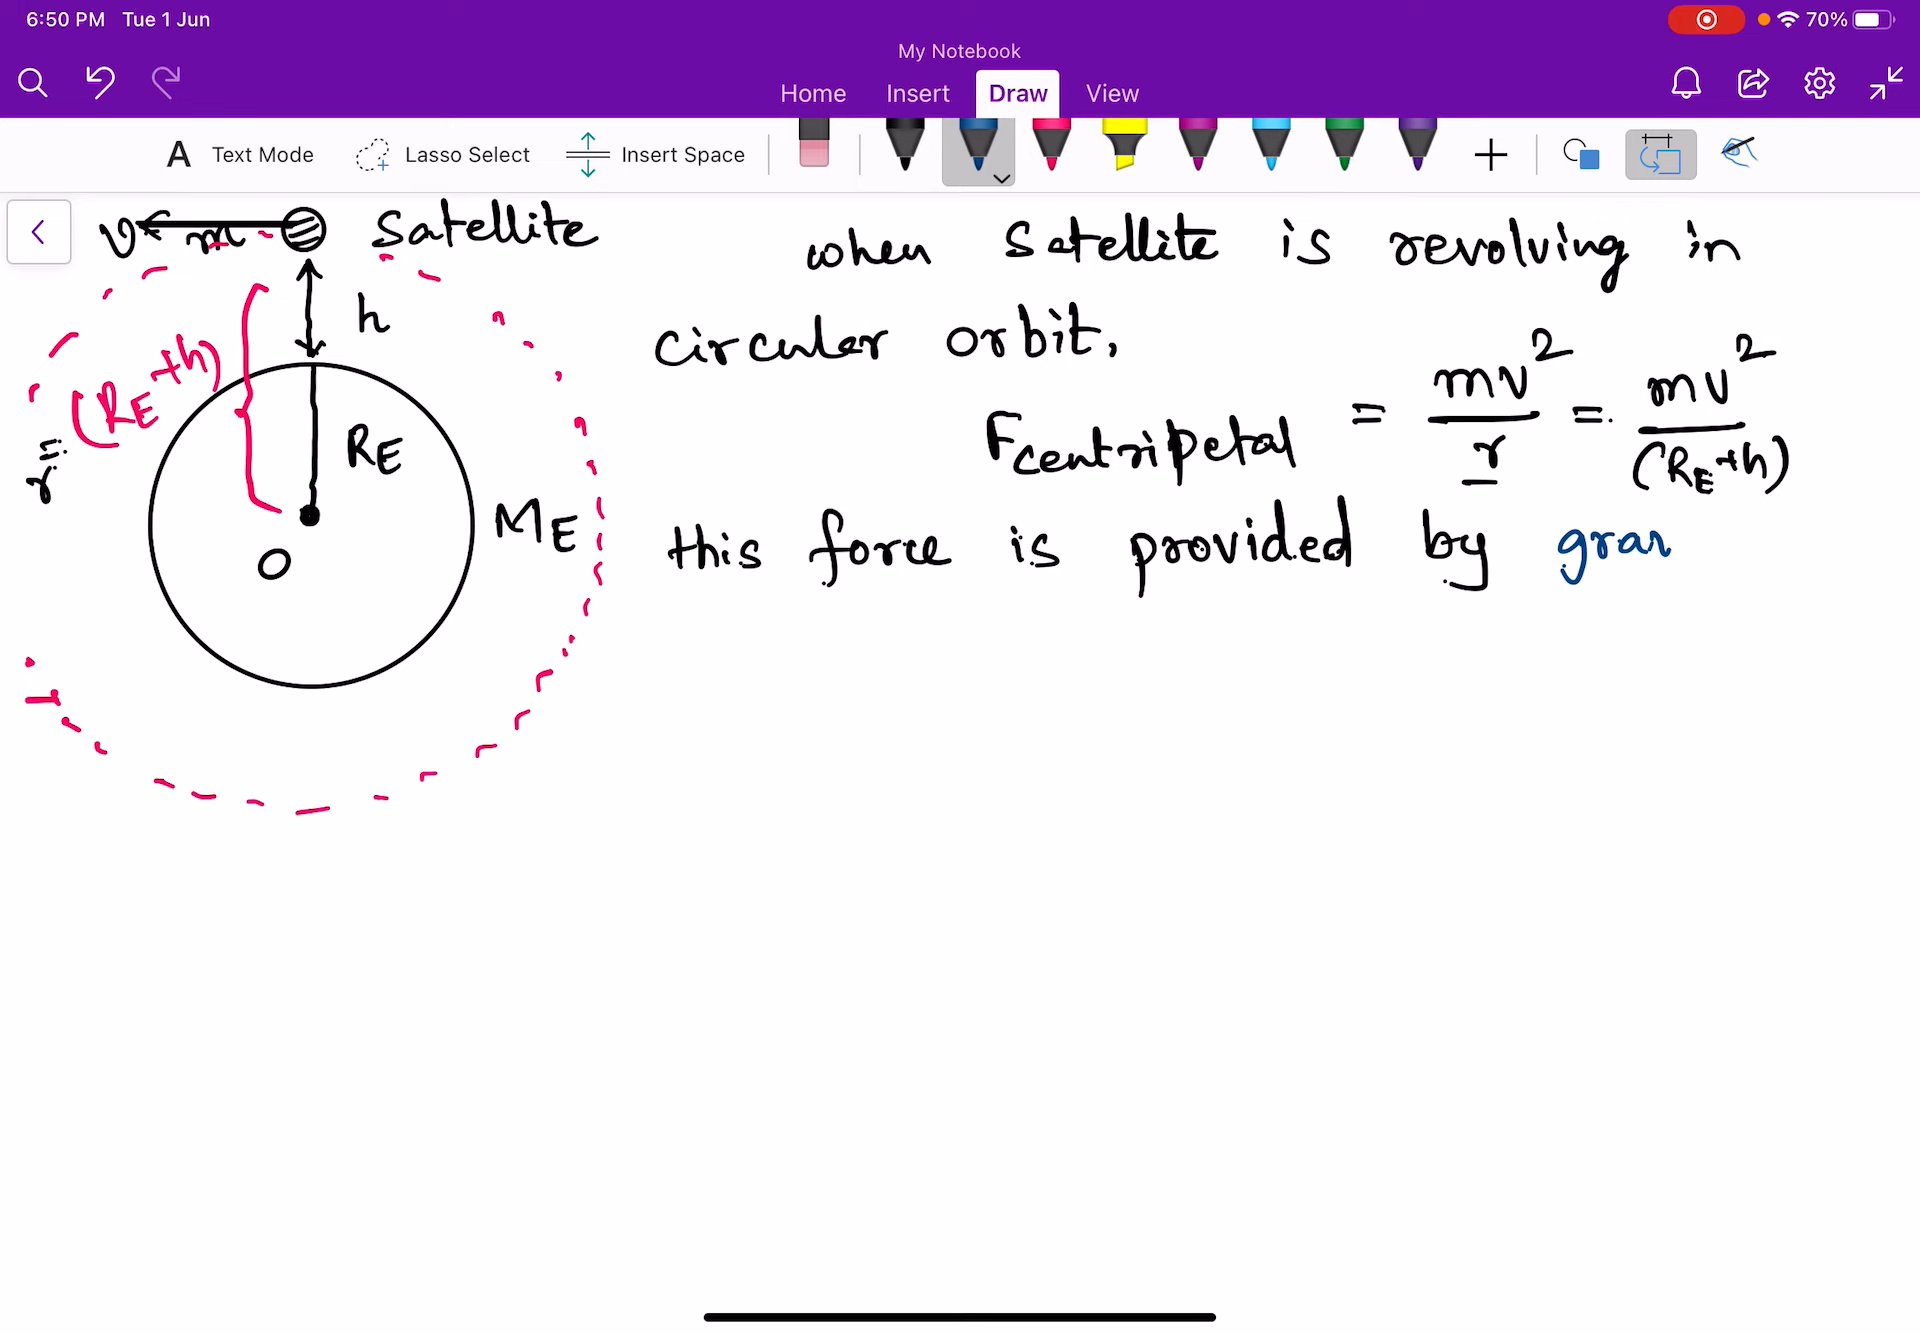 6:50 PM Tue 1 Jun
70%
My Notebook
Home Insert Draw View
A Text Mode Lasso Select Insert Space
v m Satellite
h
(RE+h)
r =
RE
ME
O
when Satellite is revolving in
circular orbit,
Fcentripetal = mv²/r = mv²/(RE+h)
this force is provided by grav